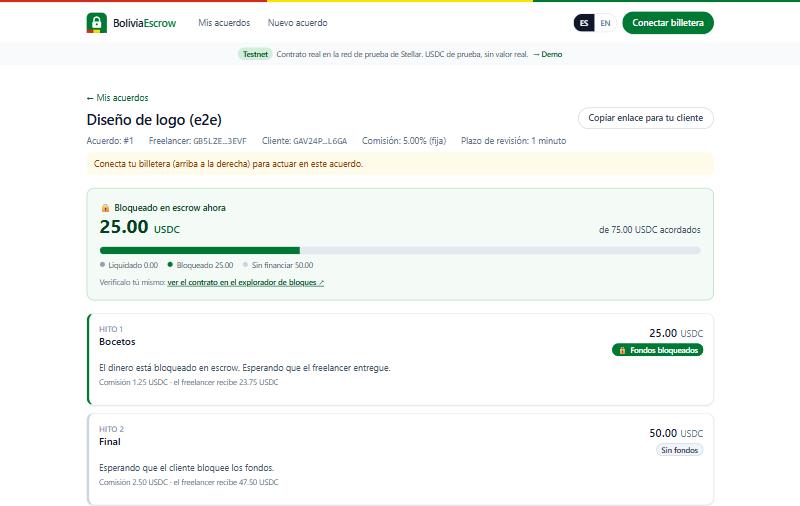 BoliviaEscrow
Mis acuerdos
Nuevo acuerdo
ES
EN
Conectar billetera
Testnet Contrato real en la red de prueba de Stellar. USDC de prueba, sin valor real. → Demo
← Mis acuerdos
Diseño de logo (e2e)
Copiar enlace para tu cliente
Acuerdo: #1 Freelancer: GB5LZE…3EVF Cliente: GAV24P…L6GA Comisión: 5.00% (fija) Plazo de revisión: 1 minuto
Conecta tu billetera (arriba a la derecha) para actuar en este acuerdo.
Bloqueado en escrow ahora
25.00 USDC
de 75.00 USDC acordados
Liquidado 0.00 Bloqueado 25.00 Sin financiar 50.00
Verifícalo tú mismo: ver el contrato en el explorador de bloques ↗
HITO 1
Bocetos
25.00 USDC
Fondos bloqueados
El dinero está bloqueado en escrow. Esperando que el freelancer entregue.
Comisión 1.25 USDC · el freelancer recibe 23.75 USDC
HITO 2
Final
50.00 USDC
Sin fondos
Esperando que el cliente bloquee los fondos.
Comisión 2.50 USDC · el freelancer recibe 47.50 USDC